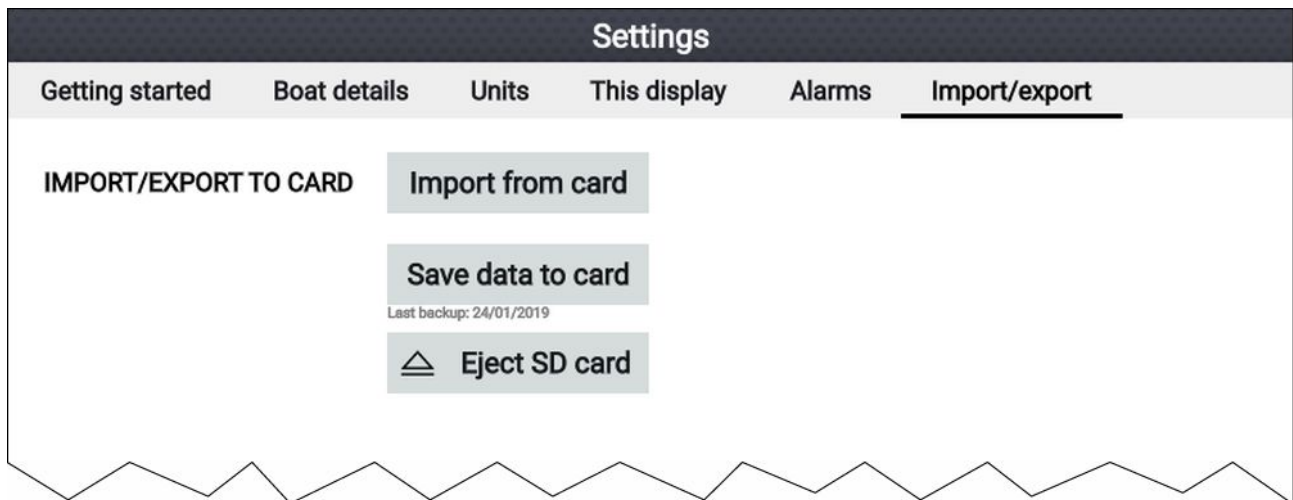 Settings
Getting started Boat details Units This display Alarms Import/export
IMPORT/EXPORT TO CARD Import from card
Save data to card
Last backup: 24/01/2019
Eject SD card